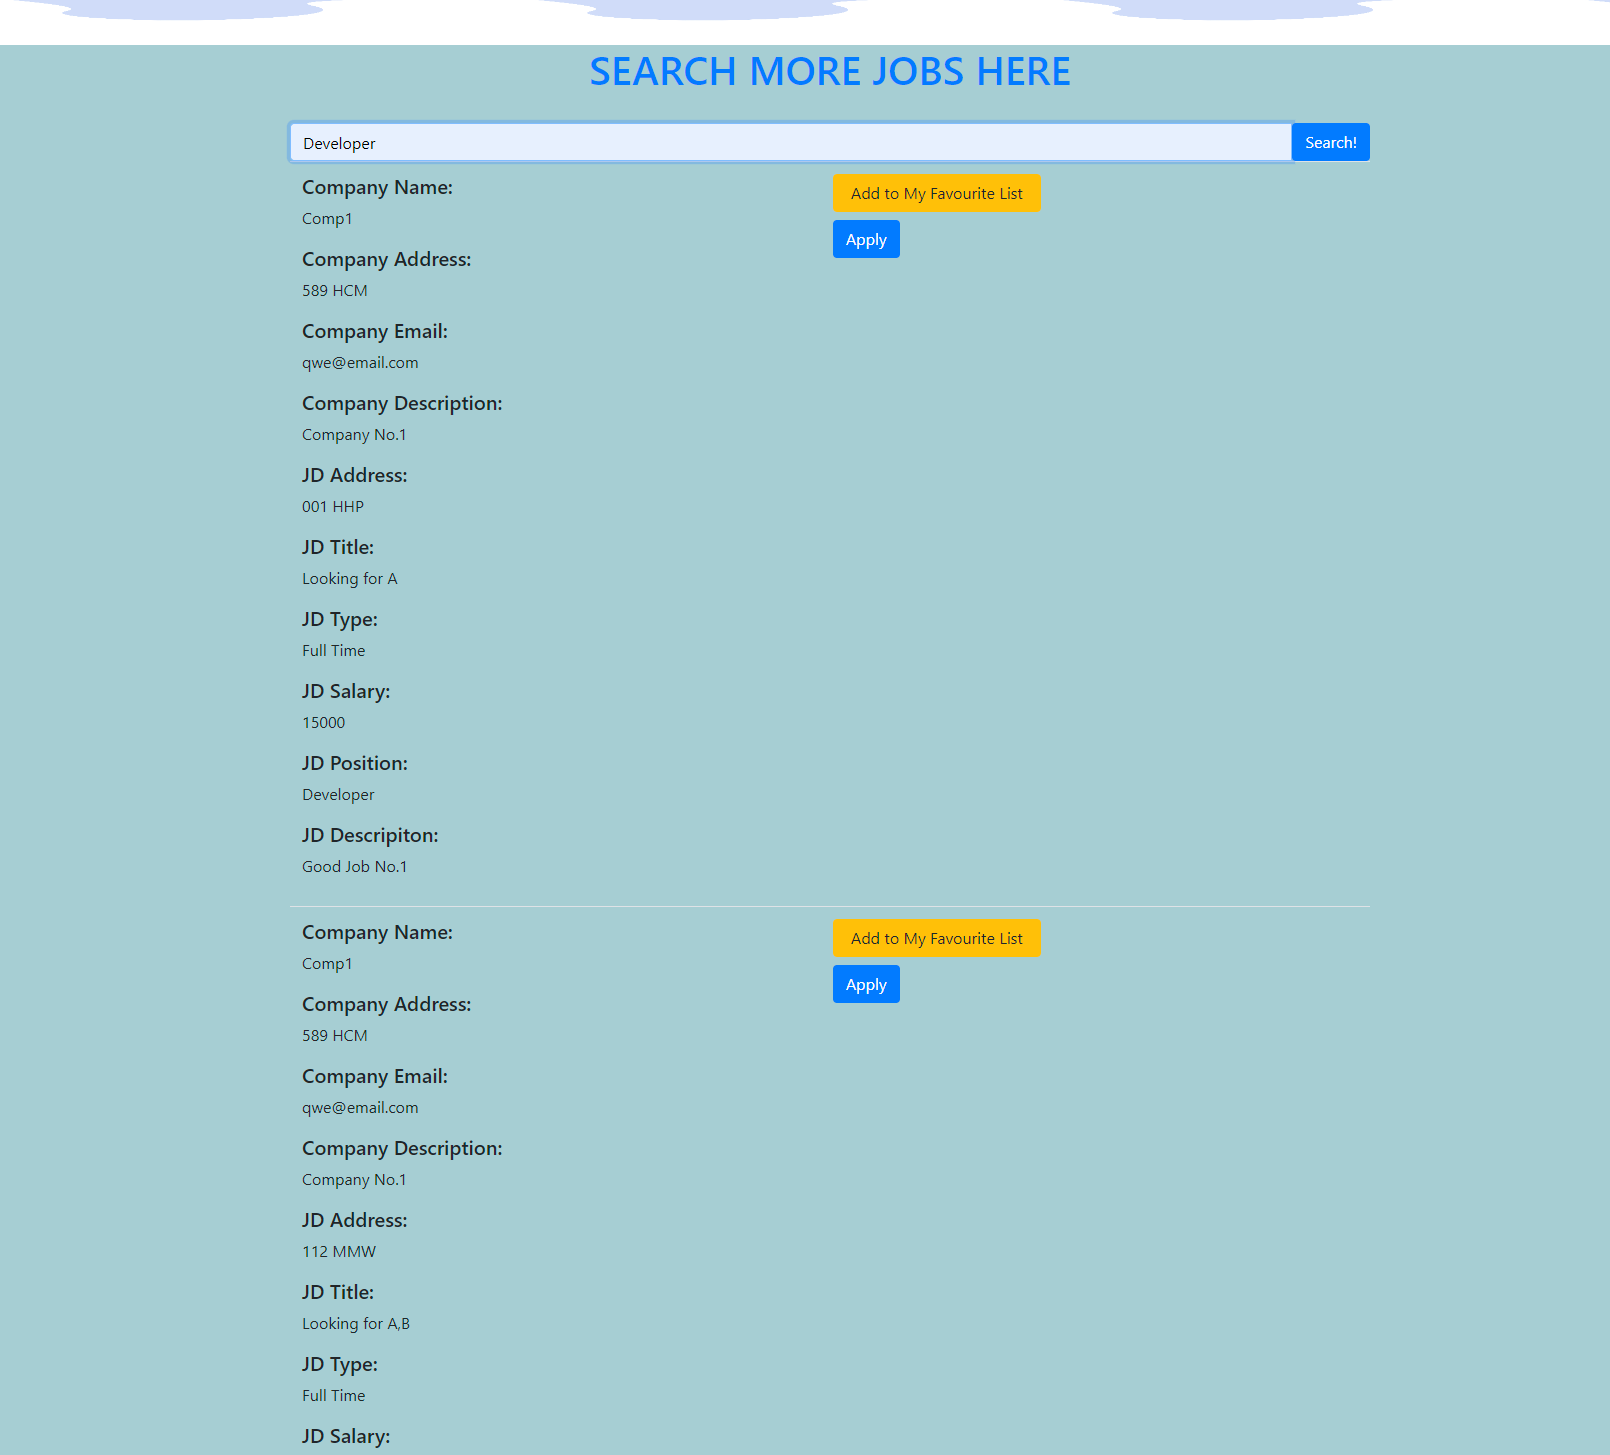 SEARCH MORE JOBS HERE
Developer
Search!
Company Name:
Comp1
Add to My Favourite List
Apply
Company Address:
589 HCM
Company Email:
qwe@email.com
Company Description:
Company No.1
JD Address:
001 HHP
JD Title:
Looking for A
JD Type:
Full Time
JD Salary:
15000
JD Position:
Developer
JD Descripiton:
Good Job No.1
Company Name:
Comp1
Add to My Favourite List
Apply
Company Address:
589 HCM
Company Email:
qwe@email.com
Company Description:
Company No.1
JD Address:
112 MMW
JD Title:
Looking for A,B
JD Type:
Full Time
JD Salary: